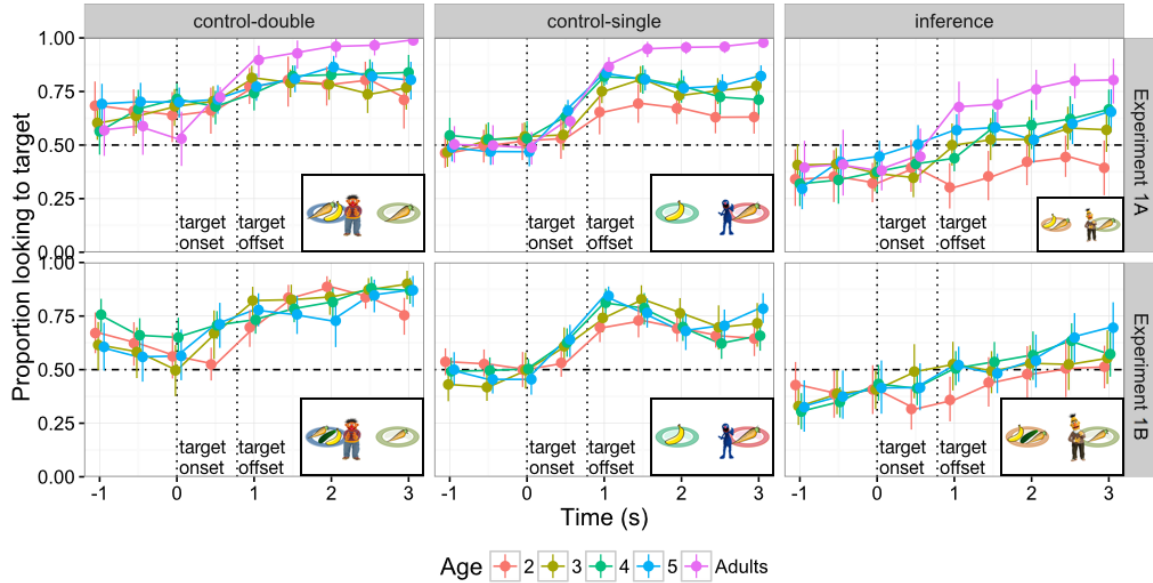 control-double
control-single
inference
Proportion looking to target
1.00
0.75
0.50
0.25
0.00
target
onset
target
offset
target
onset
target
offset
target
onset
target
offset
Experiment 1A
1.00
0.75
0.50
0.25
0.00
target
onset
target
offset
target
onset
target
offset
target
onset
target
offset
Experiment 1B
-1 0 1 2 3
-1 0 1 2 3
-1 0 1 2 3
Time (s)
Age 2 3 4 5 Adults